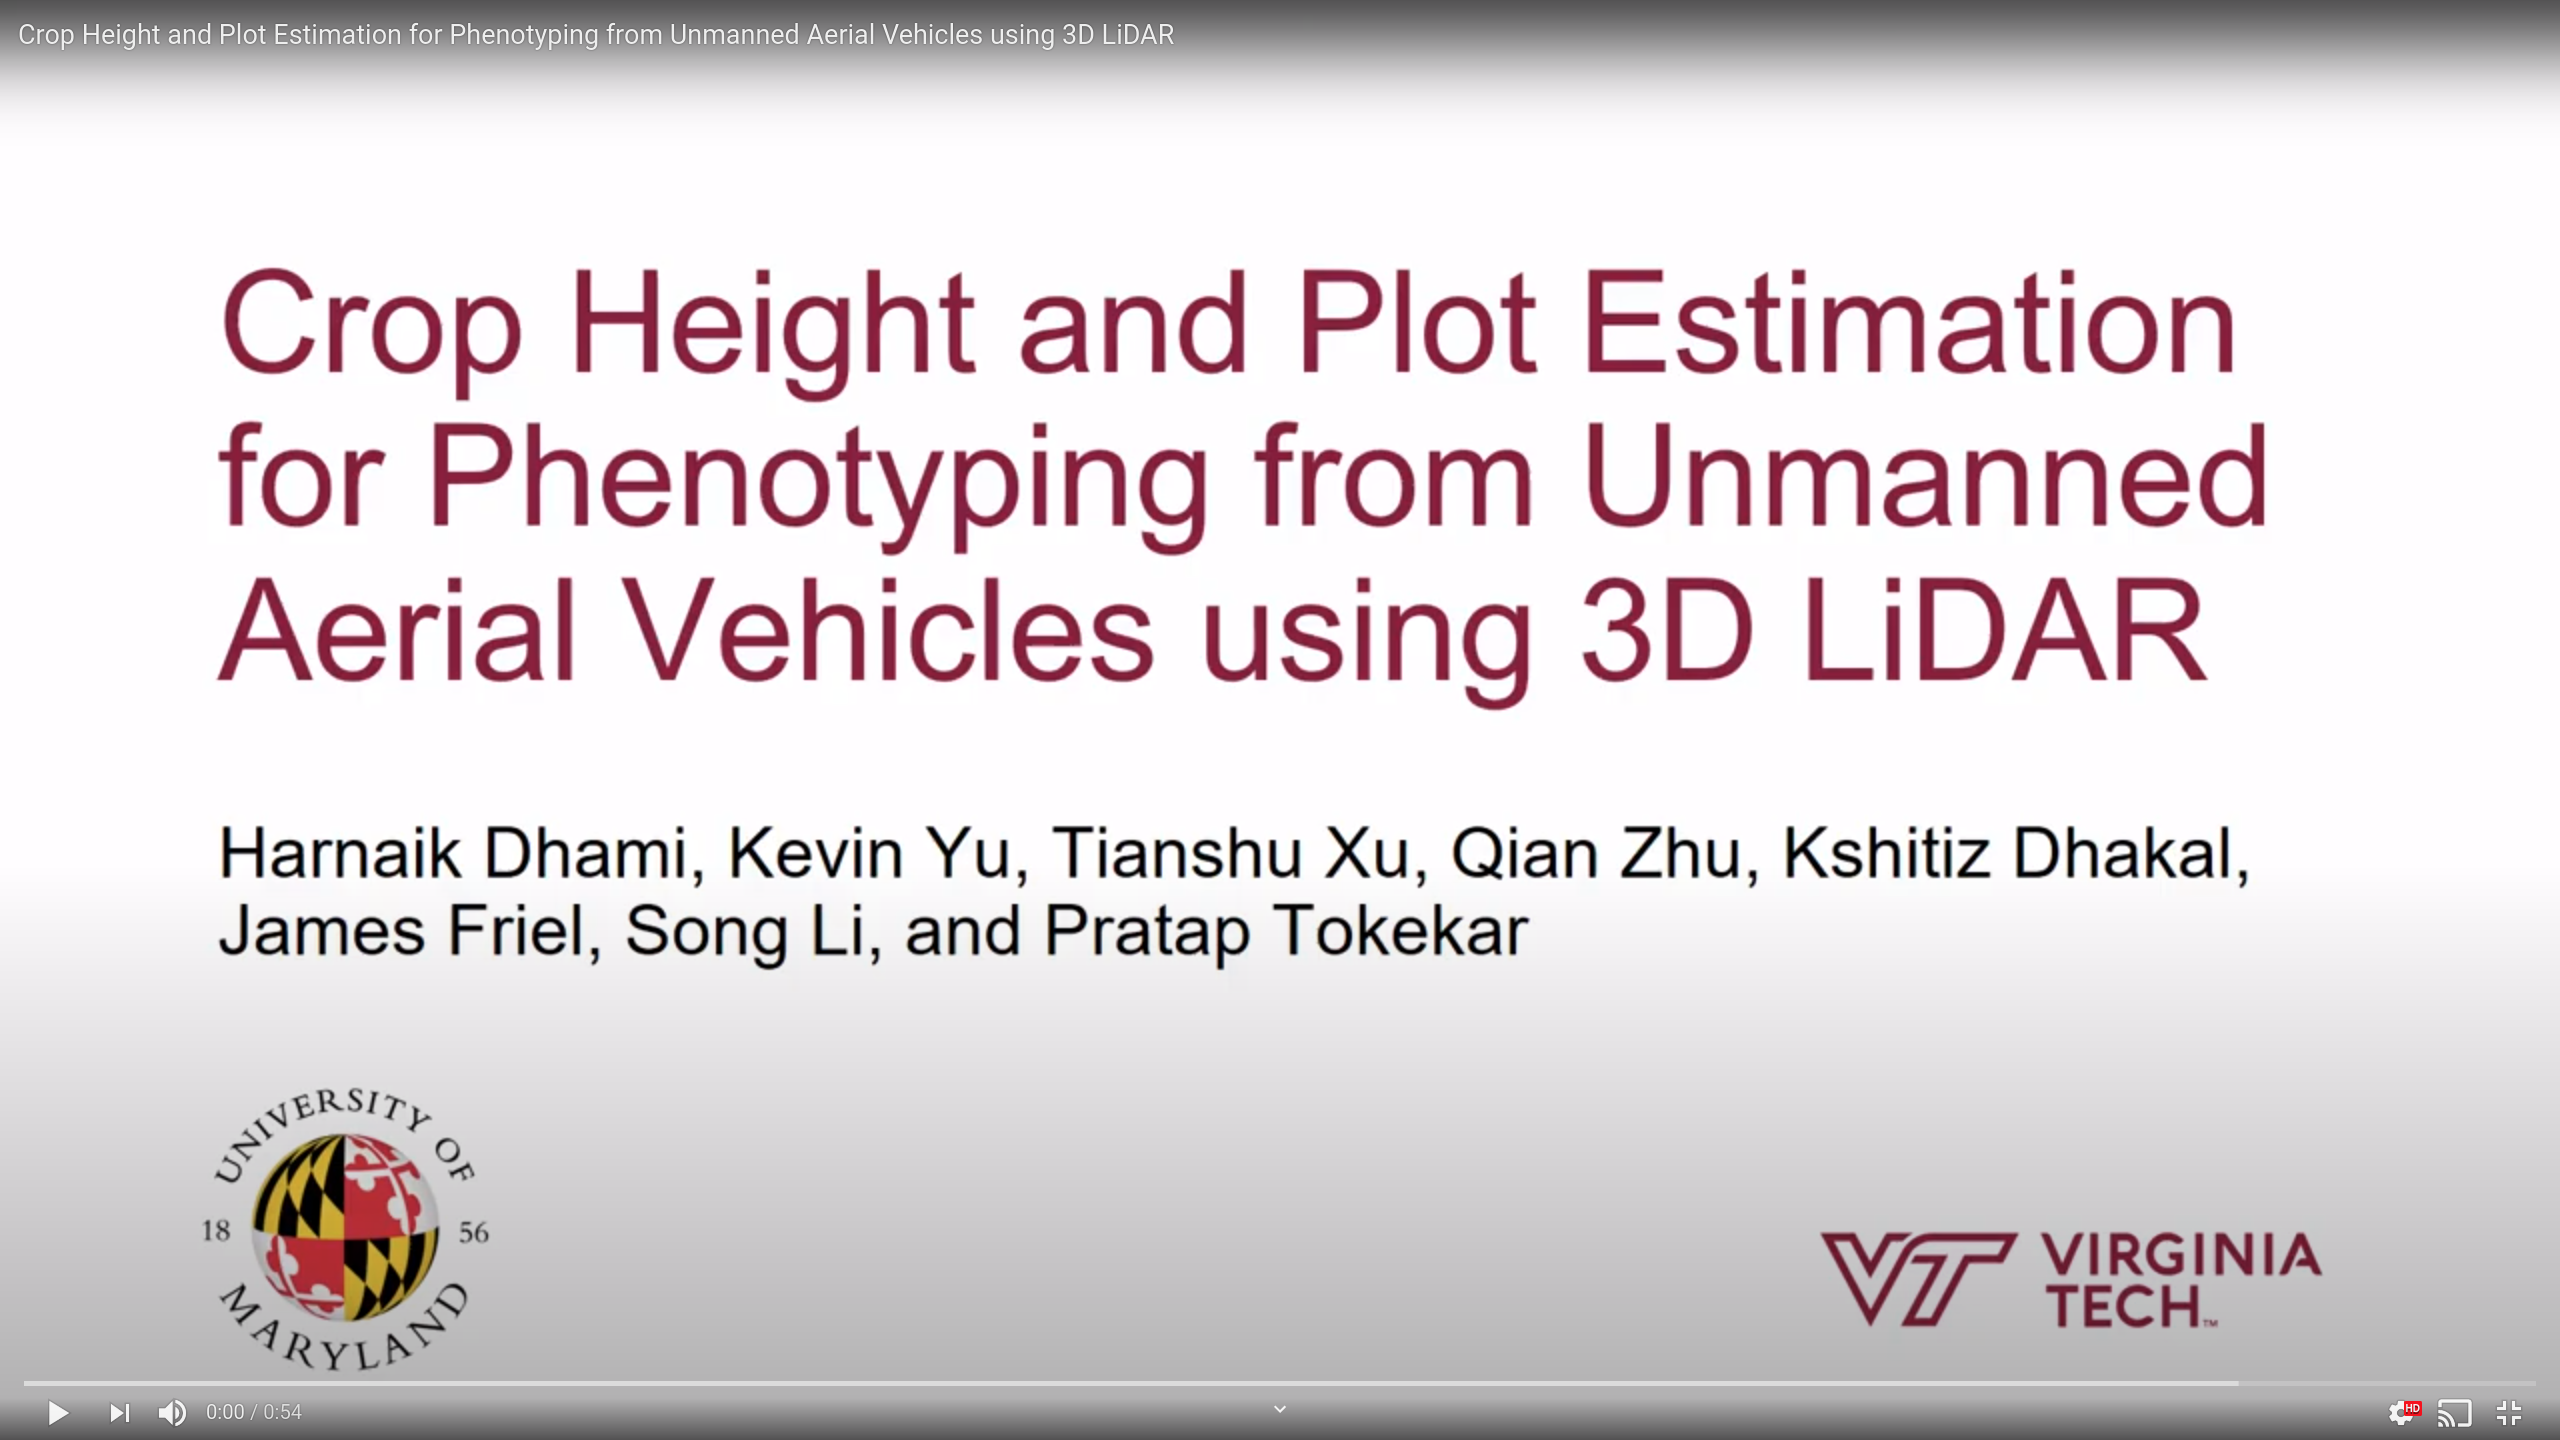 Crop Height and Plot Estimation for Phenotyping from Unmanned Aerial Vehicles using 3D LiDAR
Crop Height and Plot Estimation
for Phenotyping from Unmanned
Aerial Vehicles using 3D LiDAR
Harnaik Dhami, Kevin Yu, Tianshu Xu, Qian Zhu, Kshitiz Dhakal,
James Friel, Song Li, and Pratap Tokekar
UNIVERSITY OF
18 56
MARYLAND
VT VIRGINIA
TECH™
0:00 / 0:54
HD